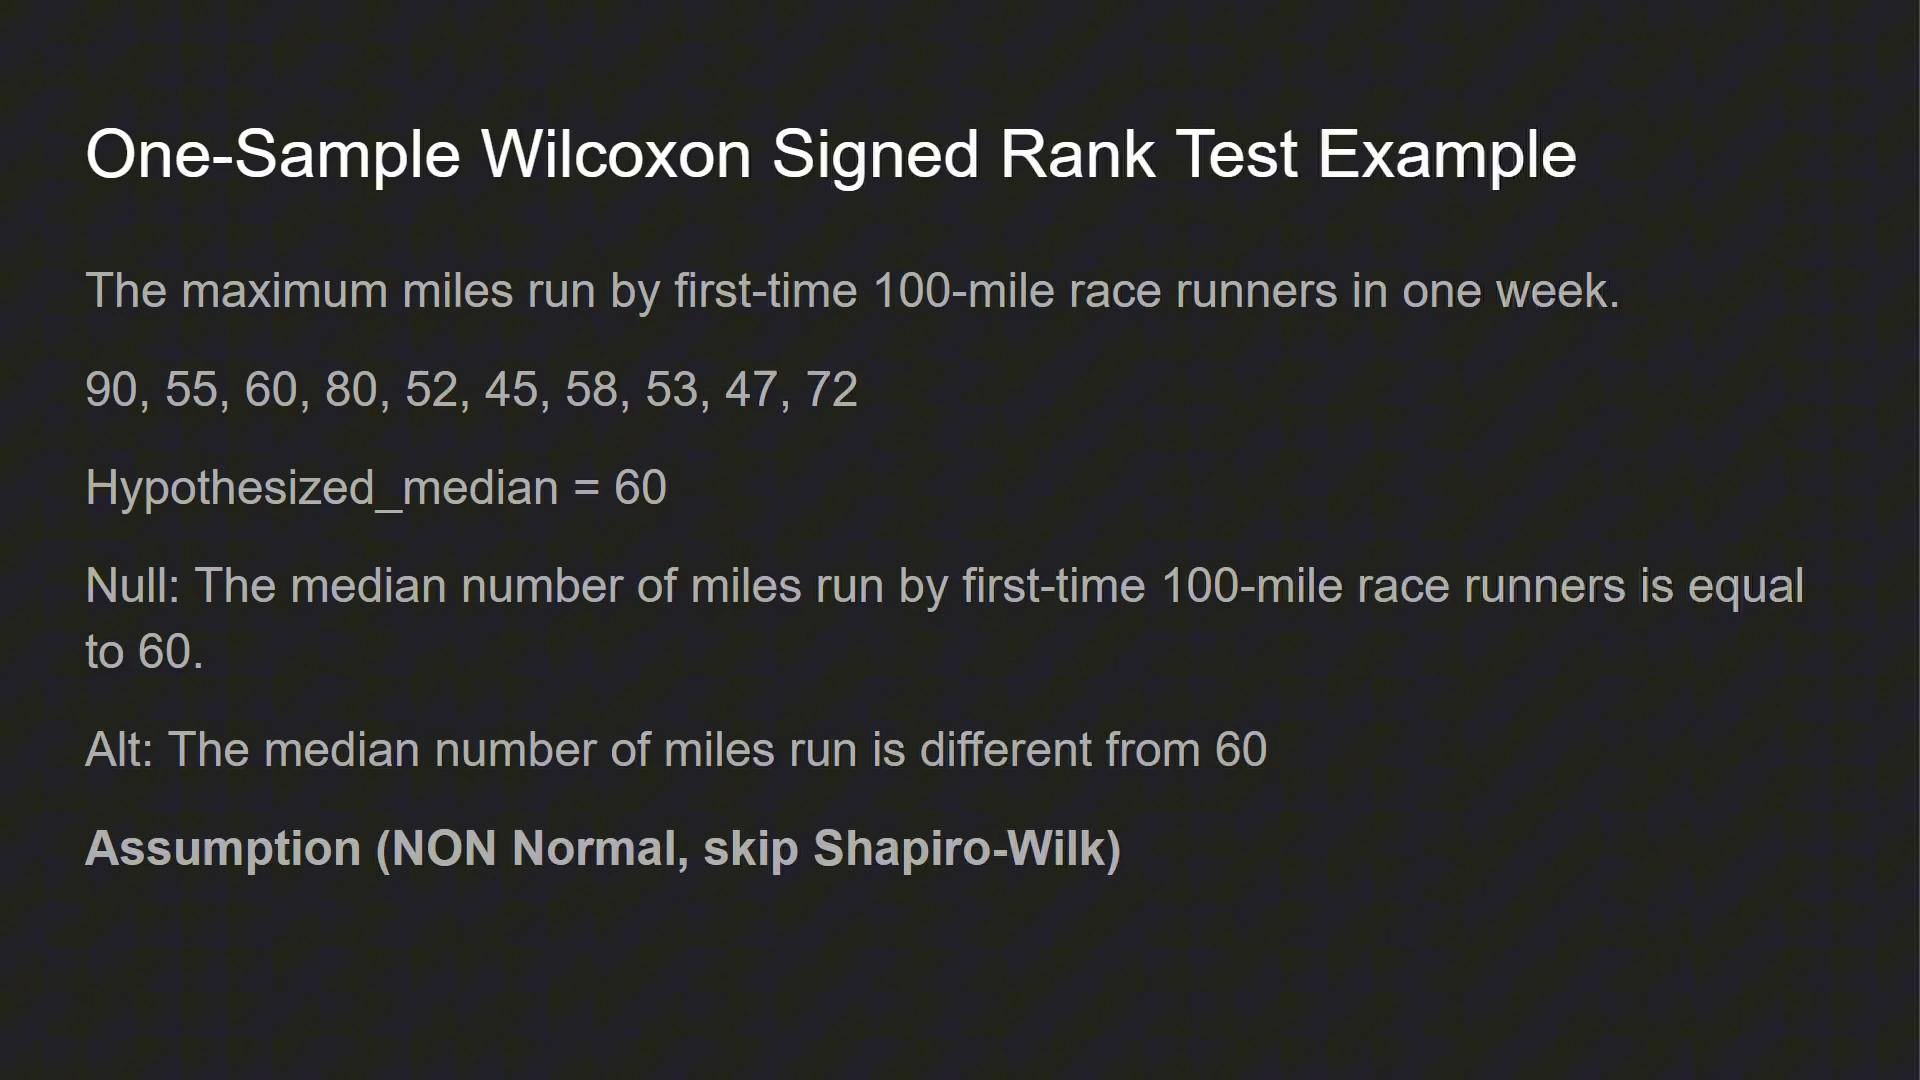 One-Sample Wilcoxon Signed Rank Test Example
The maximum miles run by first-time 100-mile race runners in one week.
90, 55, 60, 80, 52, 45, 58, 53, 47, 72
Hypothesized_median = 60
Null: The median number of miles run by first-time 100-mile race runners is equal
to 60.
Alt: The median number of miles run is different from 60
Assumption (NON Normal, skip Shapiro-Wilk)